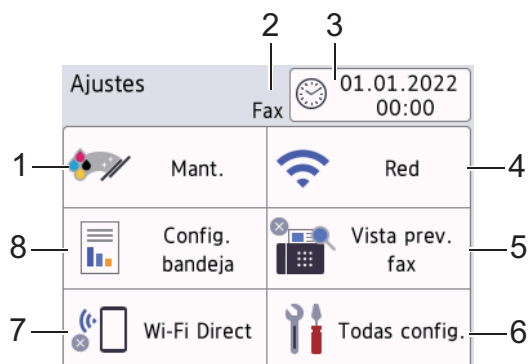 2 3
Ajustes
Fax
01.01.2022
00:00
1 Mant. Red 4
8 Config. bandeja Vista prev. fax 5
7 Wi-Fi Direct Todas config. 6